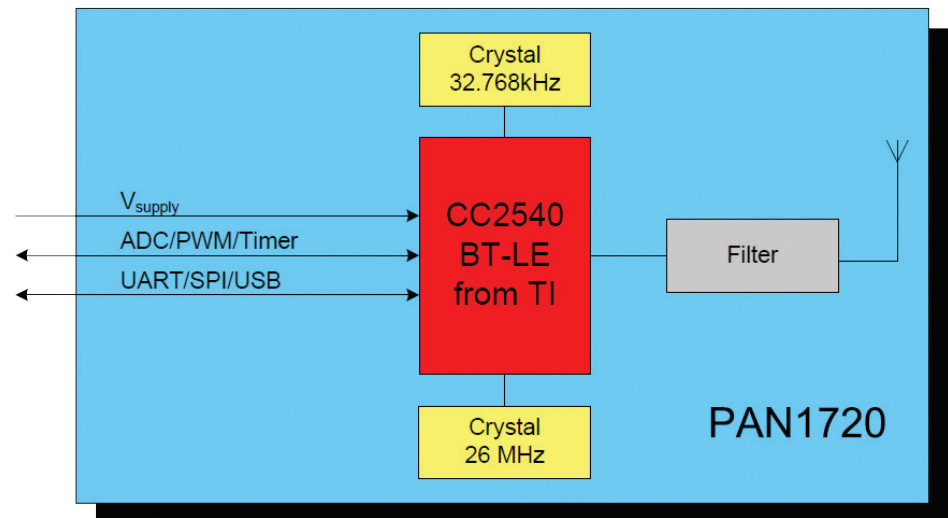 Crystal
32.768kHz
Vsupply
ADC/PWM/Timer
UART/SPI/USB
CC2540
BT-LE
from TI
Filter
Crystal
26 MHz
PAN1720